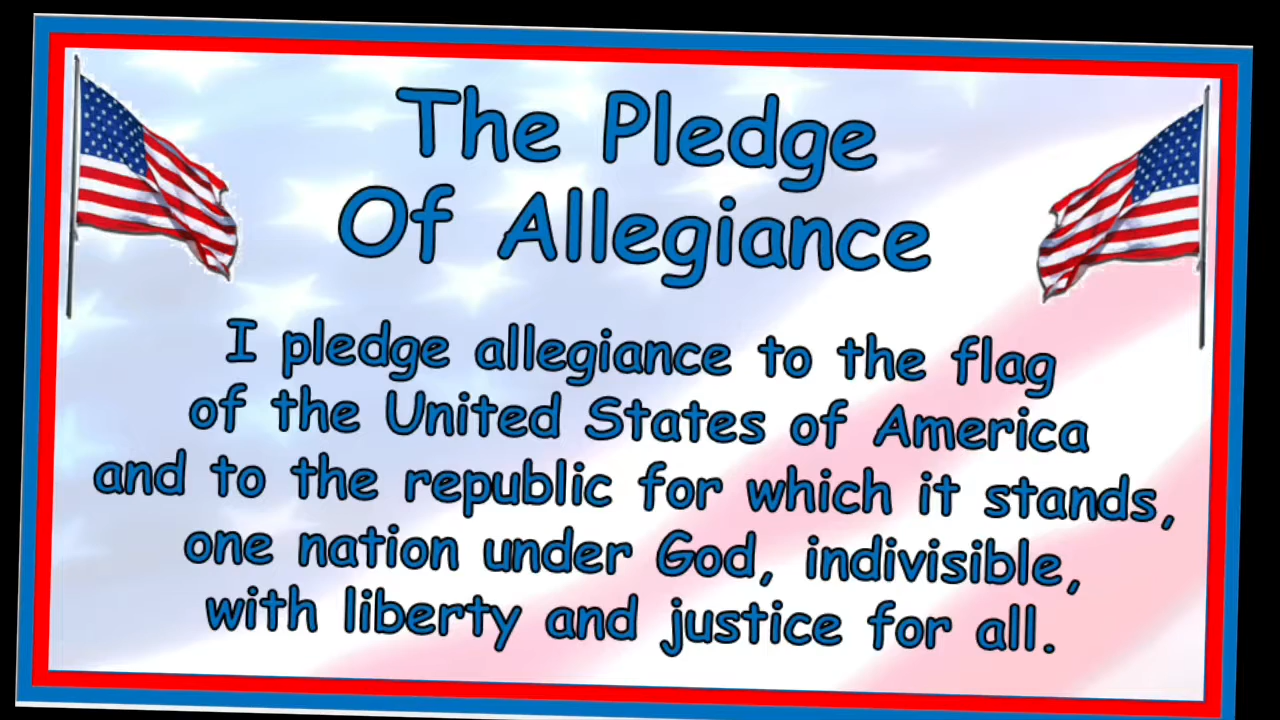 The Pledge
Of Allegiance
I pledge allegiance to the flag
of the United States of America
and to the republic for which it stands,
one nation under God, indivisible,
with liberty and justice for all.